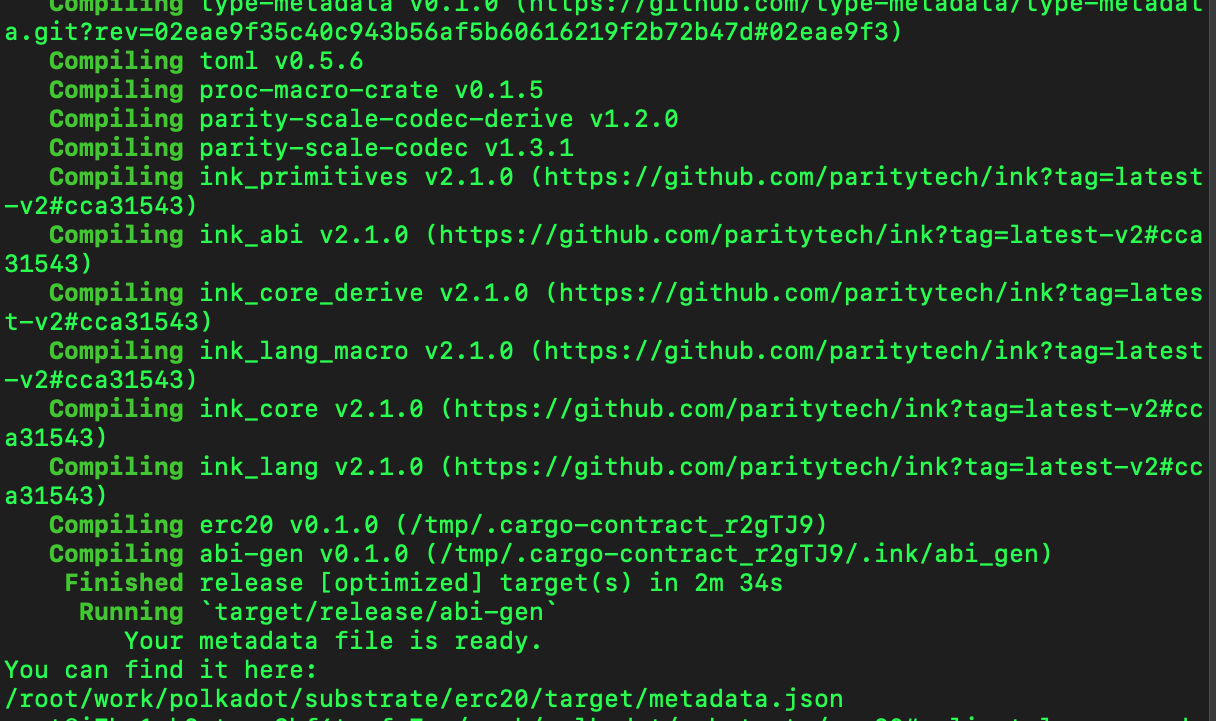 Compiling type-metadata v0.1.0 (https://github.com/type-metadata/type-metadat
a.git?rev=02eae9f35c40c943b56af5b60616219f2b72b47d#02eae9f3)
Compiling toml v0.5.6
Compiling proc-macro-crate v0.1.5
Compiling parity-scale-codec-derive v1.2.0
Compiling parity-scale-codec v1.3.1
Compiling ink_primitives v2.1.0 (https://github.com/paritytech/ink?tag=latest
-v2#cca31543)
Compiling ink_abi v2.1.0 (https://github.com/paritytech/ink?tag=latest-v2#cca
31543)
Compiling ink_core_derive v2.1.0 (https://github.com/paritytech/ink?tag=lates
t-v2#cca31543)
Compiling ink_lang_macro v2.1.0 (https://github.com/paritytech/ink?tag=latest
-v2#cca31543)
Compiling ink_core v2.1.0 (https://github.com/paritytech/ink?tag=latest-v2#cc
a31543)
Compiling ink_lang v2.1.0 (https://github.com/paritytech/ink?tag=latest-v2#cc
a31543)
Compiling erc20 v0.1.0 (/tmp/.cargo-contract_r2gTJ9)
Compiling abi-gen v0.1.0 (/tmp/.cargo-contract_r2gTJ9/.ink/abi_gen)
Finished release [optimized] target(s) in 2m 34s
Running `target/release/abi-gen`
Your metadata file is ready.
You can find it here:
/root/work/polkadot/substrate/erc20/target/metadata.json